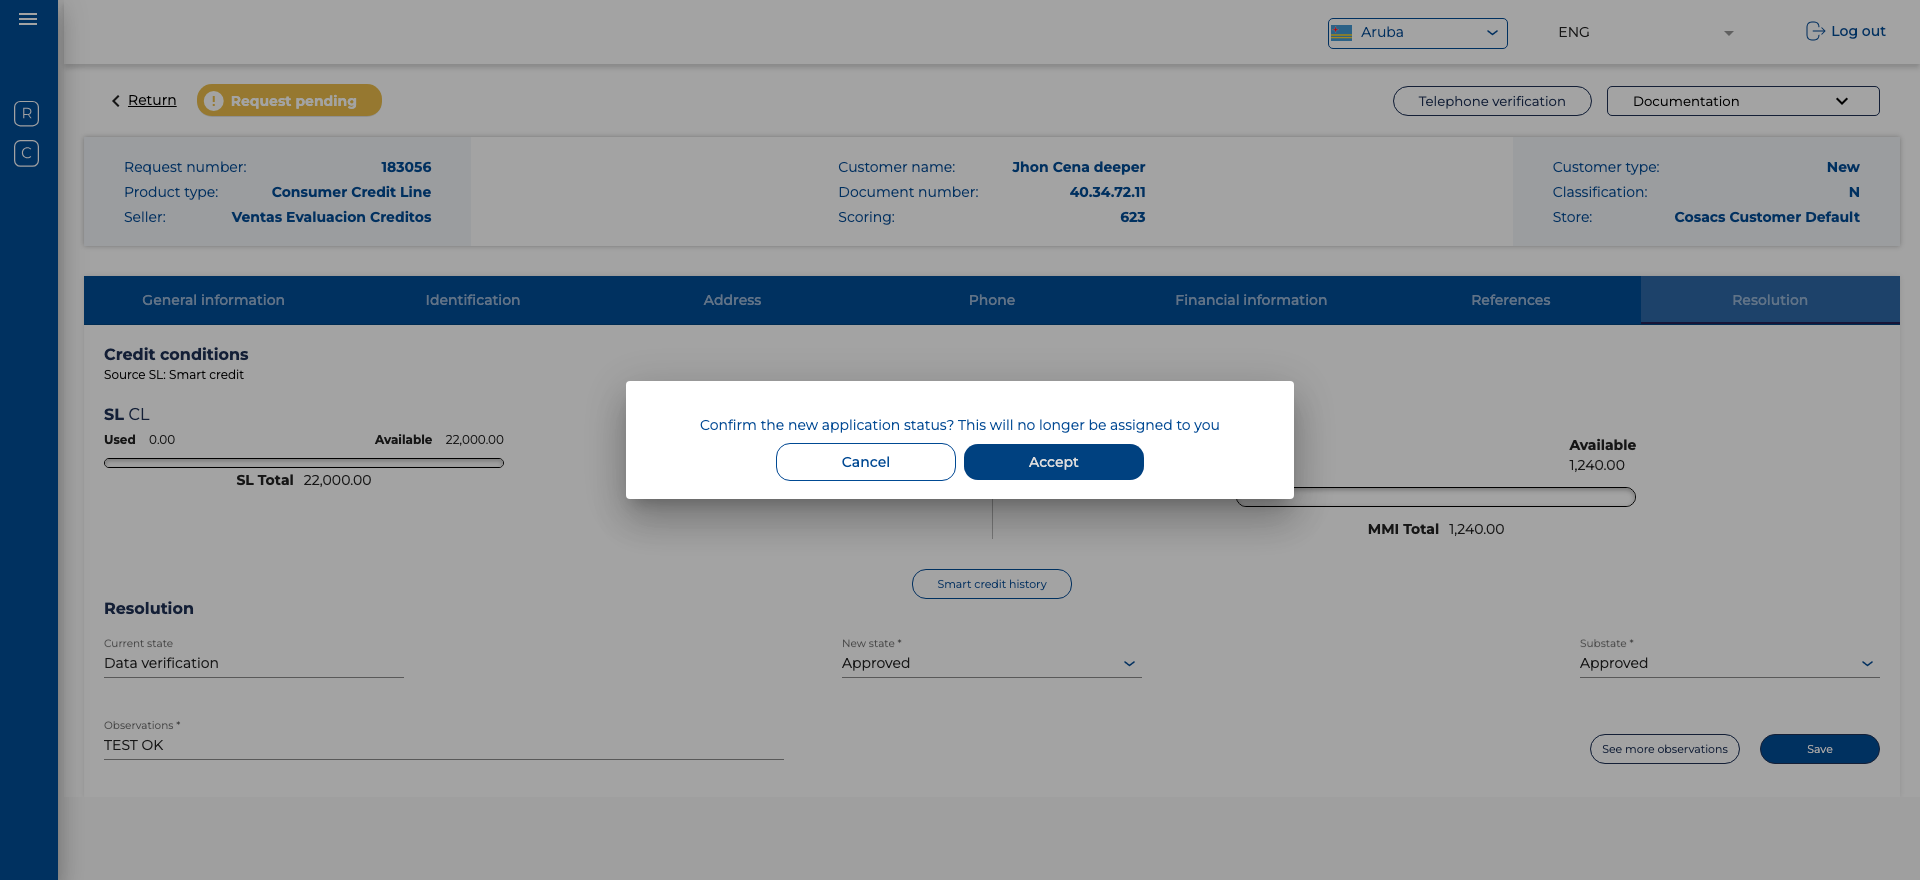 Aruba
ENG
Log out
R
C
Return
! Request pending
Telephone verification
Documentation
Request number: 183056
Product type: Consumer Credit Line
Seller: Ventas Evaluacion Creditos
Customer name: Jhon Cena deeper
Document number: 40.34.72.11
Scoring: 623
Customer type: New
Classification: N
Store: Cosacs Customer Default
General information
Identification
Address
Phone
Financial information
References
Resolution
Credit conditions
Source SL: Smart credit
SL CL
Used 0.00 Available 22,000.00
SL Total 22,000.00
Confirm the new application status? This will no longer be assigned to you
Cancel
Accept
Available
1,240.00
MMI Total 1,240.00
Smart credit history
Resolution
Current state
Data verification
New state *
Approved
Substate *
Approved
Observations *
TEST OK
See more observations
Save